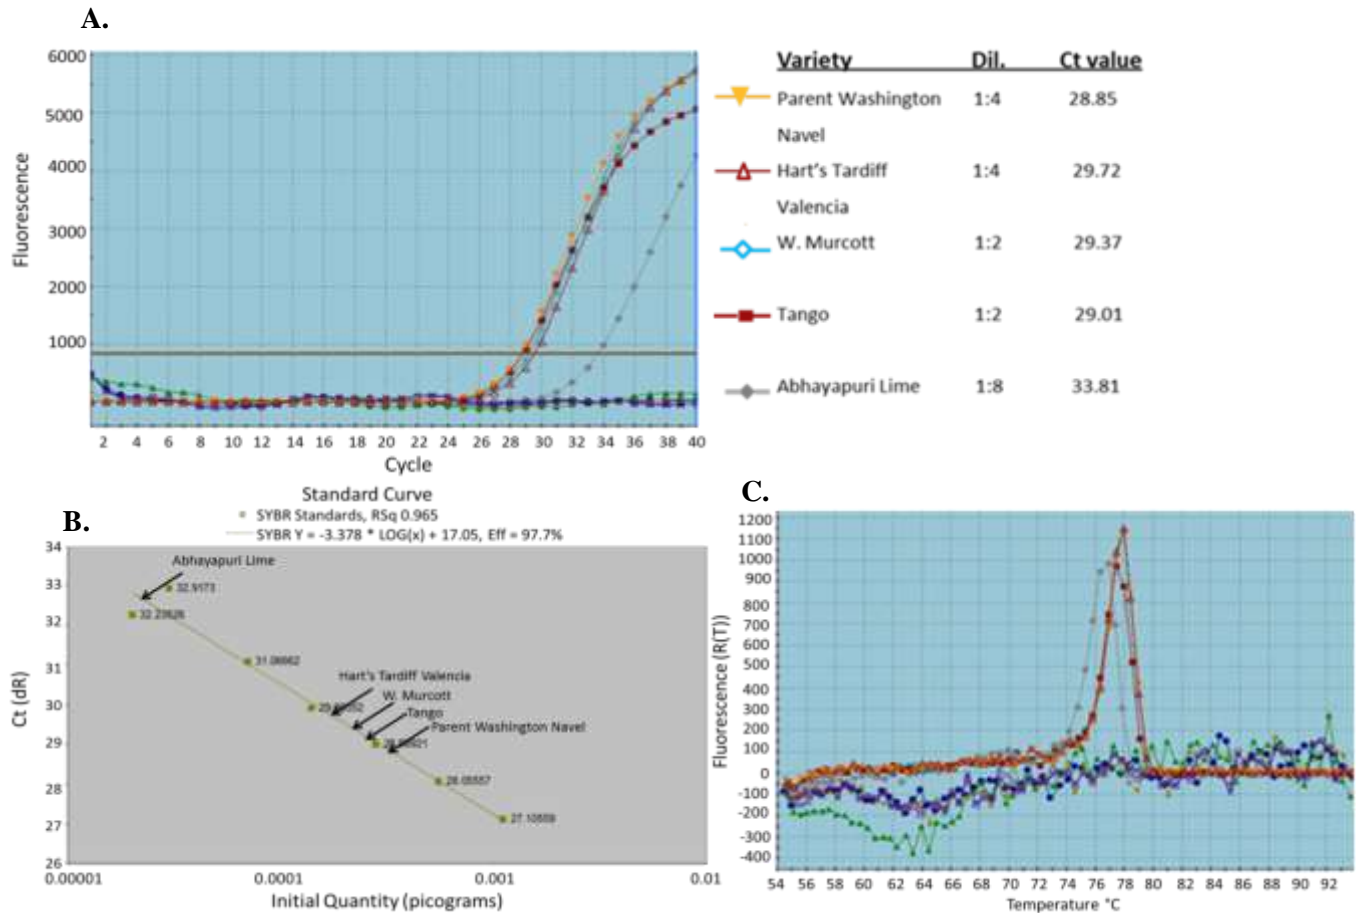 A.
6000
5000
4000
3000
2000
1000
Fluorescence
2 4 6 8 10 12 14 16 18 20 22 24 26 28 30 32 34 36 38 40
Cycle
Variety Dil. Ct value
Parent Washington 1:4 28.85
Navel
Hart's Tardiff 1:4 29.72
Valencia
W. Murcott 1:2 29.37
Tango 1:2 29.01
Abhayapuri Lime 1:8 33.81
B.
Standard Curve
SYBR Standards, RSq 0.965
SYBR Y = -3.378 * LOG(x) + 17.05, Eff = 97.7%
34
33
32
31
30
29
28
27
26
Ct (dR)
Abhayapuri Lime
32.9173
31.06662
Hart's Tardiff Valencia
W. Murcott
Tango
Parent Washington Navel
28.05557
27.10559
0.00001 0.0001 0.001 0.01
Initial Quantity (picograms)
C.
1200
1100
1000
900
800
700
600
500
400
300
200
100
0
-100
-200
-300
-400
Fluorescence (R(T))
54 55 58 60 62 64 66 68 70 72 74 76 78 80 82 84 86 88 90 92
Temperature °C